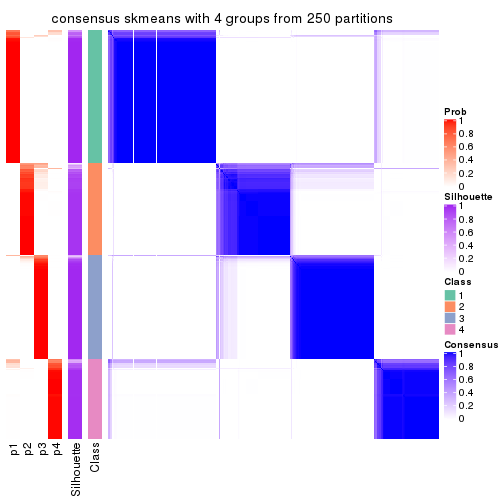 consensus skmeans with 4 groups from 250 partitions
Prob
1
0.8
0.6
0.4
0.2
0
Silhouette
1
0.8
0.6
0.4
0.2
0
Class
1
2
3
4
Consensus
1
0.8
0.6
0.4
0.2
0
p1
p2
p3
p4
Silhouette
Class